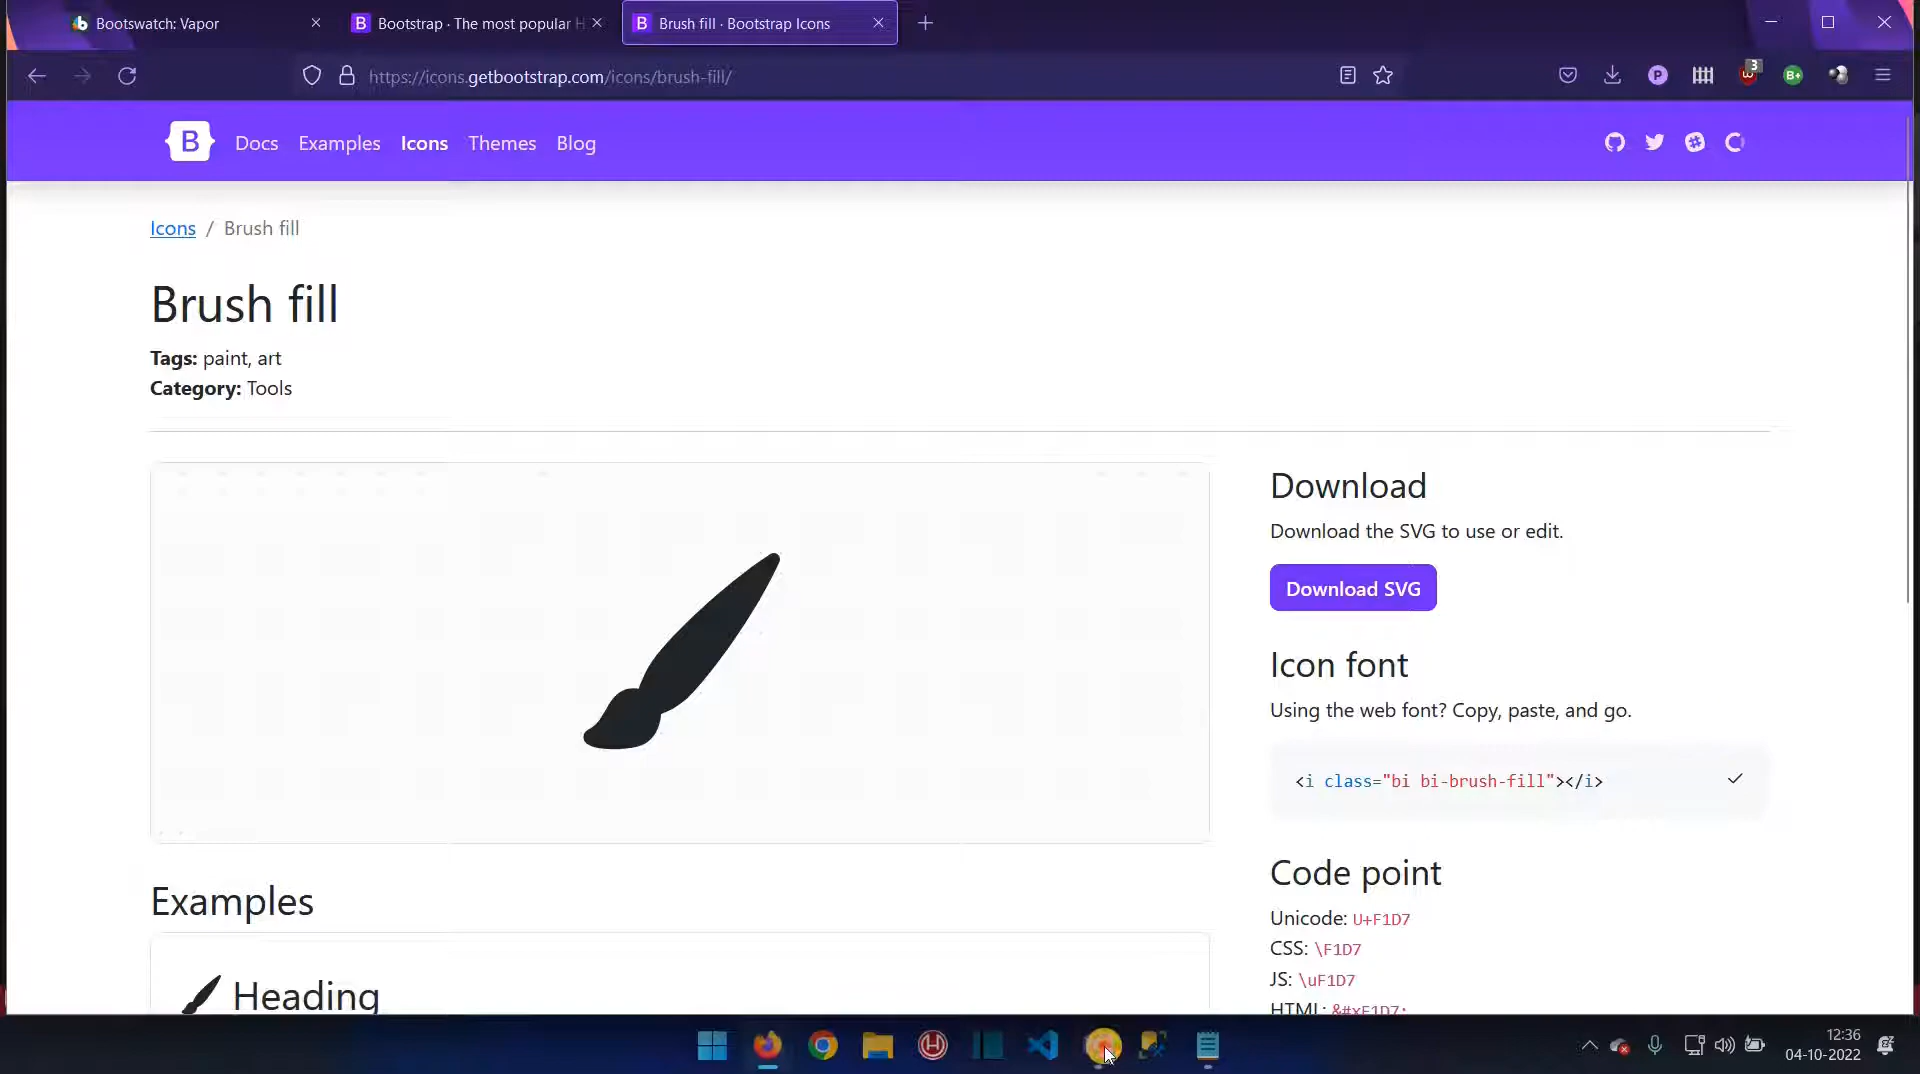 Bootswatch: Vapor
B Bootstrap · The most popular H
B Brush fill · Bootstrap Icons
https://icons.getbootstrap.com/icons/brush-fill/
P
3
B+
B Docs Examples Icons Themes Blog
Icons / Brush fill
Brush fill
Tags: paint, art
Category: Tools
Download
Download the SVG to use or edit.
Download SVG
Icon font
Using the web font? Copy, paste, and go.
<i class="bi bi-brush-fill"></i>
Code point
Unicode: U+F1D7
CSS: \F1D7
JS: \uF1D7
HTML: &#xF1D7;
Examples
Heading
12:36
04-10-2022